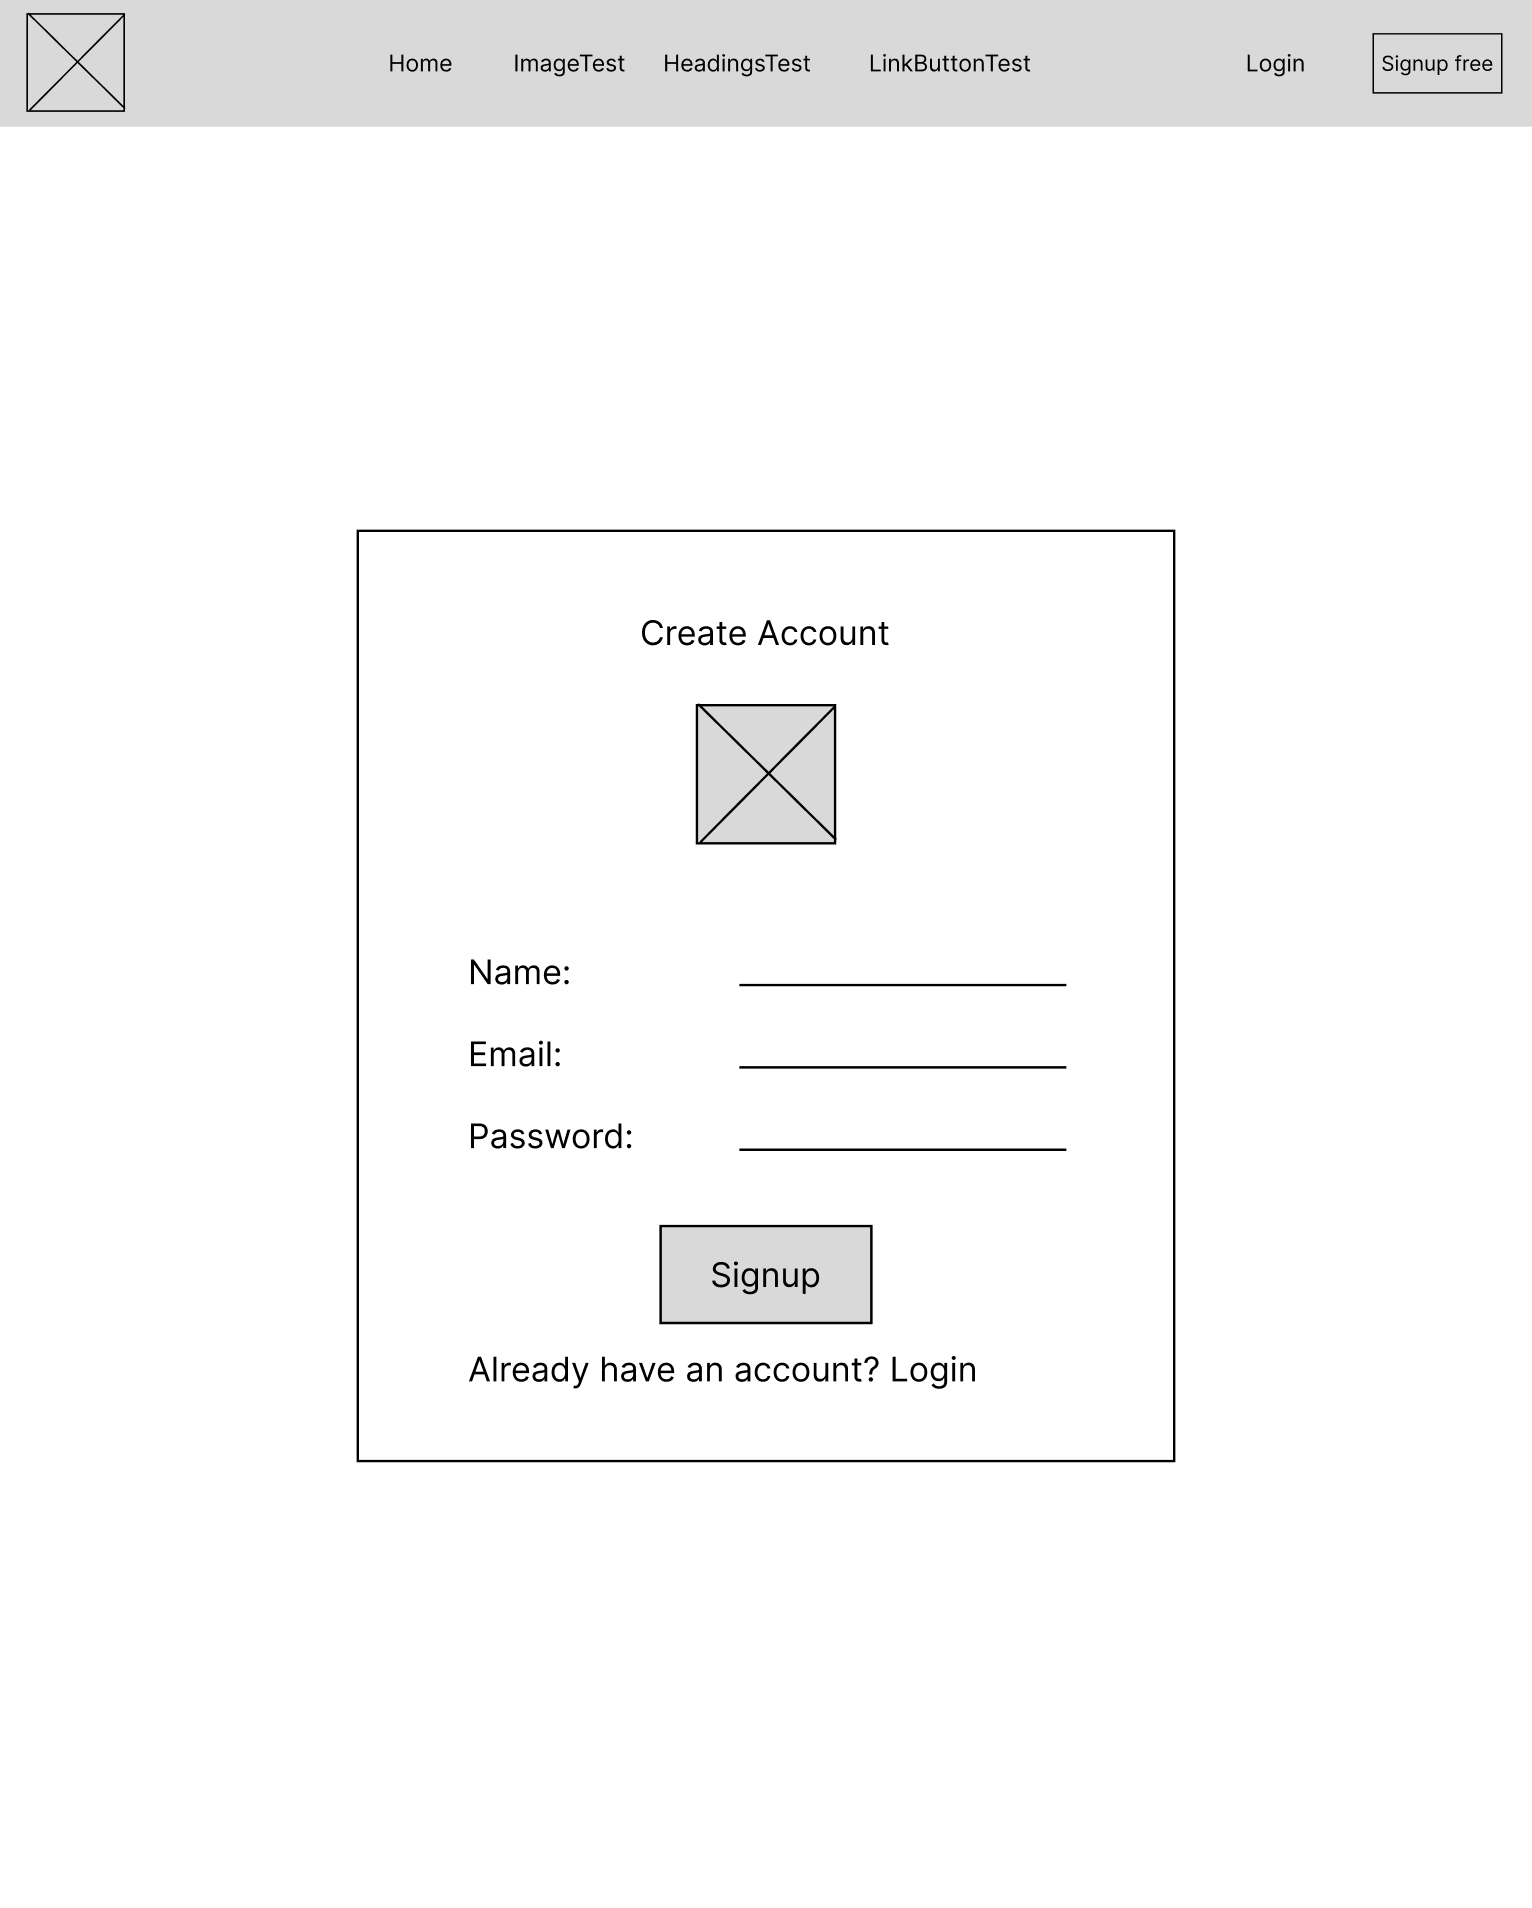 Home ImageTest HeadingsTest LinkButtonTest Login Signup free
Create Account
Name:
Email:
Password:
Signup
Already have an account? Login